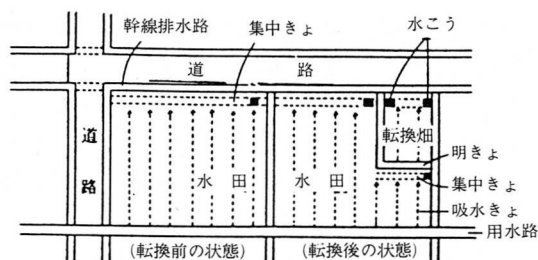 幹線排水路
集中きょ
水こう
道路
道路
転換畑
明きょ
水田
水田
集中きょ
吸水きょ
用水路
(転換前の状態)
(転換後の状態)